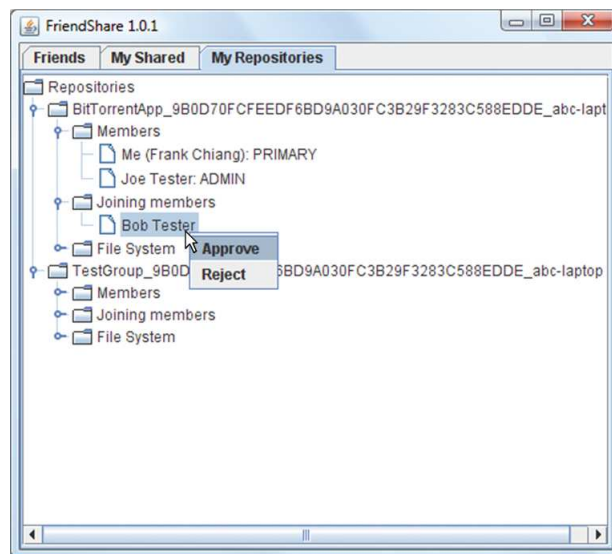 FriendShare 1.0.1
Friends My Shared My Repositories
Repositories
BitTorrentApp_9B0D70FCFEEDF6BD9A030FC3B29F3283C588EDDE_abc-lapt
Members
Me (Frank Chiang): PRIMARY
Joe Tester: ADMIN
Joining members
Bob Tester
File System Approve
TestGroup_9B0D 6BD9A030FC3B29F3283C588EDDE_abc-laptop
Reject
Members
Joining members
File System